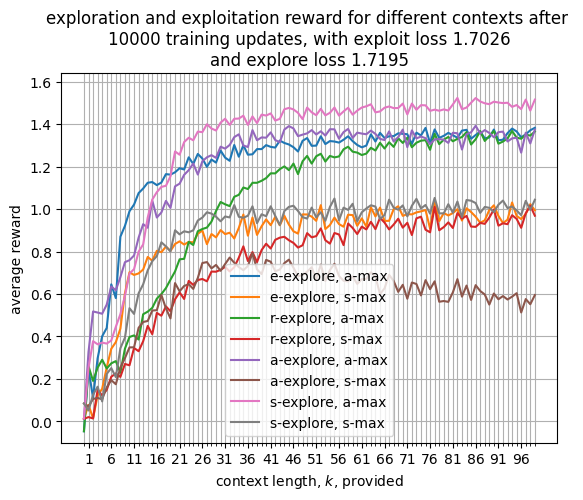 exploration and exploitation reward for different contexts after
10000 training updates, with exploit loss 1.7026
and explore loss 1.7195
1.6
1.4
1.2
1.0
0.8
0.6
0.4
0.2
0.0
average reward
e-explore, a-max
e-explore, s-max
r-explore, a-max
r-explore, s-max
a-explore, a-max
a-explore, s-max
s-explore, a-max
s-explore, s-max
1 6 11 16 21 26 31 36 41 46 51 56 61 66 71 76 81 86 91 96
context length, k, provided